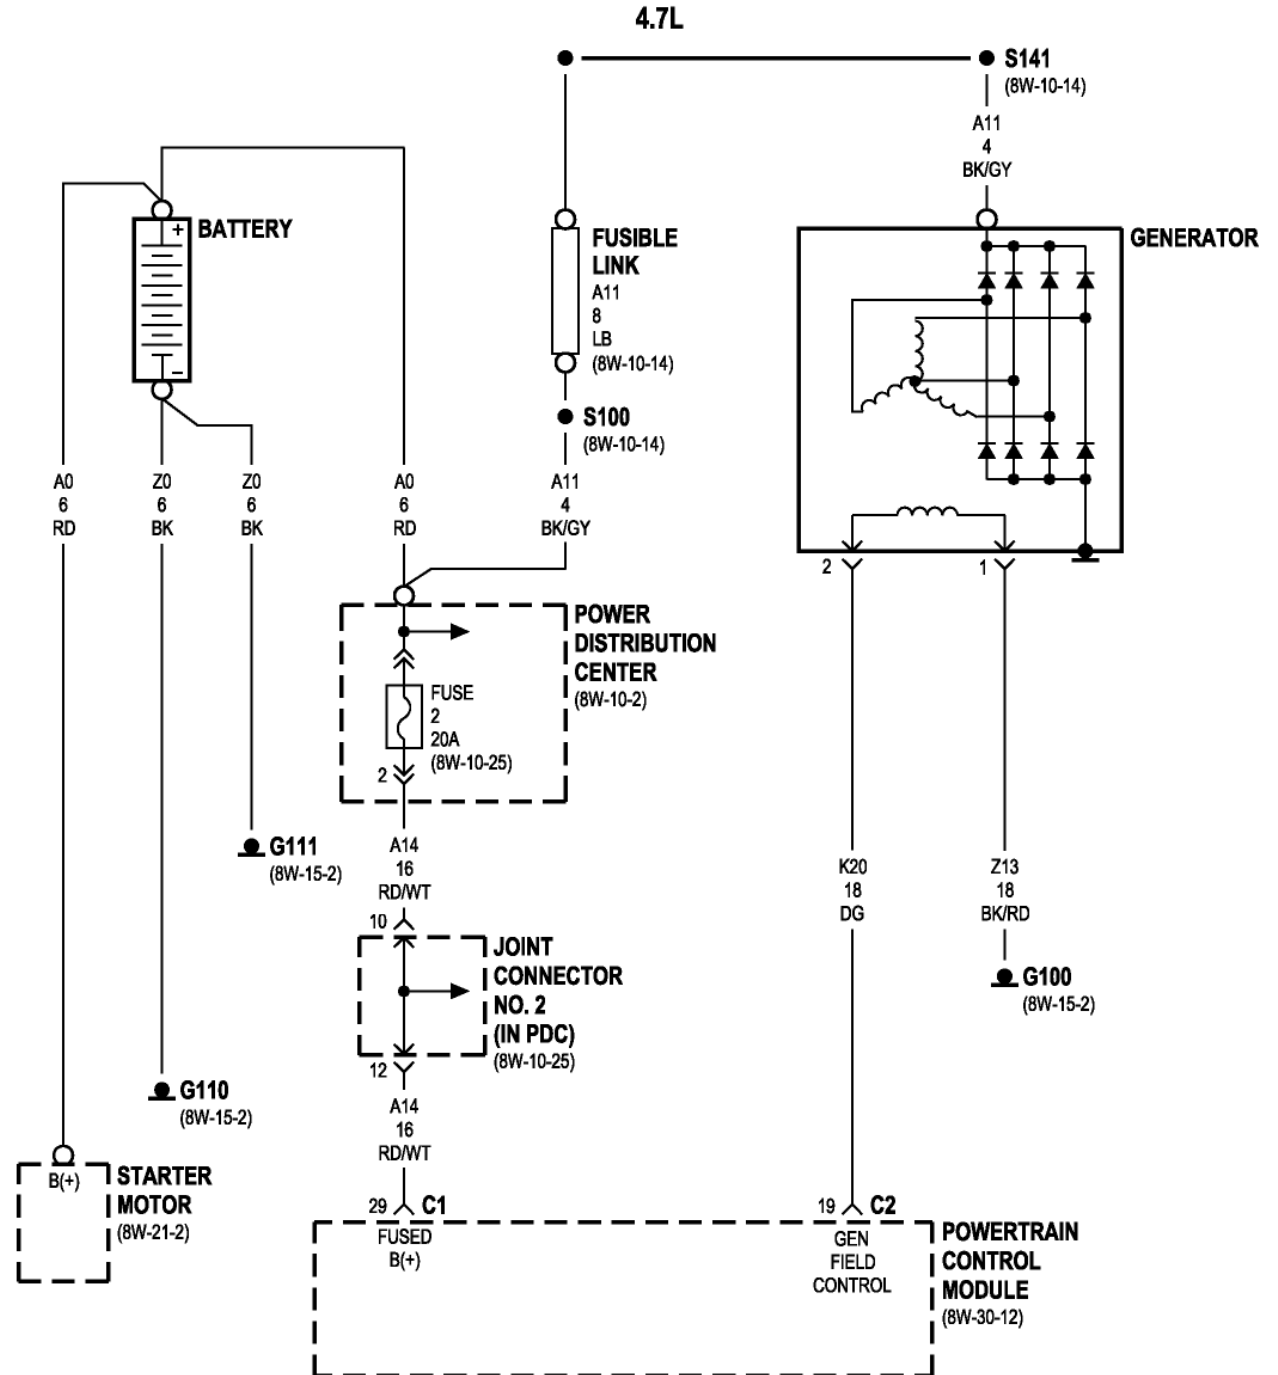 4.7L
S141
(8W-10-14)
A11
4
BK/GY
BATTERY
+
−
FUSIBLE
LINK
A11
8
LB
(8W-10-14)
GENERATOR
S100
(8W-10-14)
A0
6
RD
Z0
6
BK
Z0
6
BK
A0
6
RD
A11
4
BK/GY
2
1
POWER
DISTRIBUTION
CENTER
(8W-10-2)
FUSE
2
20A
(8W-10-25)
2
G111
(8W-15-2)
A14
16
RD/WT
K20
18
DG
Z13
18
BK/RD
10
JOINT
CONNECTOR
NO. 2
(IN PDC)
(8W-10-25)
G100
(8W-15-2)
12
G110
(8W-15-2)
A14
16
RD/WT
B(+)
STARTER
MOTOR
(8W-21-2)
29
C1
FUSED
B(+)
19
C2
GEN
FIELD
CONTROL
POWERTRAIN
CONTROL
MODULE
(8W-30-12)